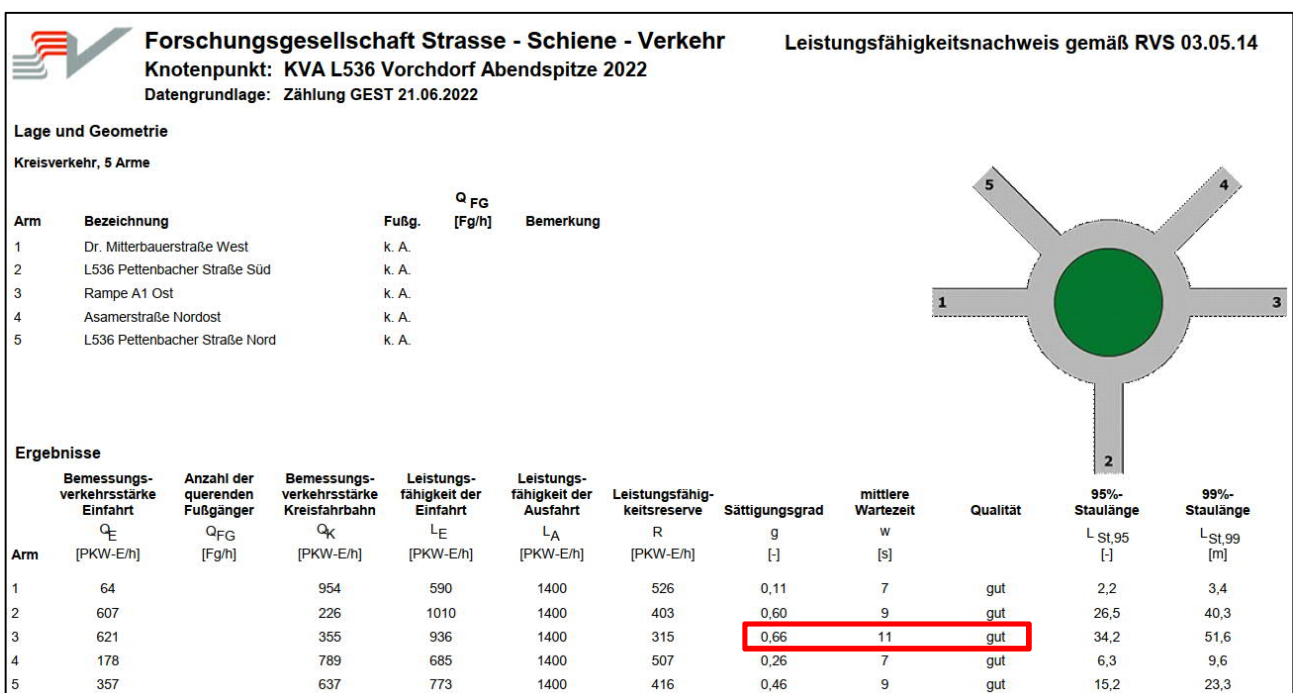 Forschungsgesellschaft Strasse - Schiene - Verkehr
Leistungsfähigkeitsnachweis gemäß RVS 03.05.14
Knotenpunkt: KVA L536 Vorchdorf Abendspitze 2022
Datengrundlage: Zählung GEST 21.06.2022
Lage und Geometrie
Kreisverkehr, 5 Arme
Q FG
Arm Bezeichnung Fußg. [Fg/h] Bemerkung
1 Dr. Mitterbauerstraße West k. A.
2 L536 Pettenbacher Straße Süd k. A.
3 Rampe A1 Ost k. A.
4 Asamerstraße Nordost k. A.
5 L536 Pettenbacher Straße Nord k. A.
5 4
1 3
2
Ergebnisse
Bemessungs- Anzahl der Bemessungs- Leistungs- Leistungs-
verkehrsstärke querenden verkehrsstärke fähigkeit der fähigkeit der Leistungsfähig- mittlere 95%- 99%-
Einfahrt Fußgänger Kreisfahrbahn Einfahrt Ausfahrt keitsreserve Sättigungsgrad Wartezeit Qualität Staulänge Staulänge
QE QFG QK LE LA R g w L St,95 LSt,99
Arm [PKW-E/h] [Fg/h] [PKW-E/h] [PKW-E/h] [PKW-E/h] [PKW-E/h] [-] [s] [-] [m]
1 64 954 590 1400 526 0,11 7 gut 2,2 3,4
2 607 226 1010 1400 403 0,60 9 gut 26,5 40,3
3 621 355 936 1400 315 0,66 11 gut 34,2 51,6
4 178 789 685 1400 507 0,26 7 gut 6,3 9,6
5 357 637 773 1400 416 0,46 9 gut 15,2 23,3